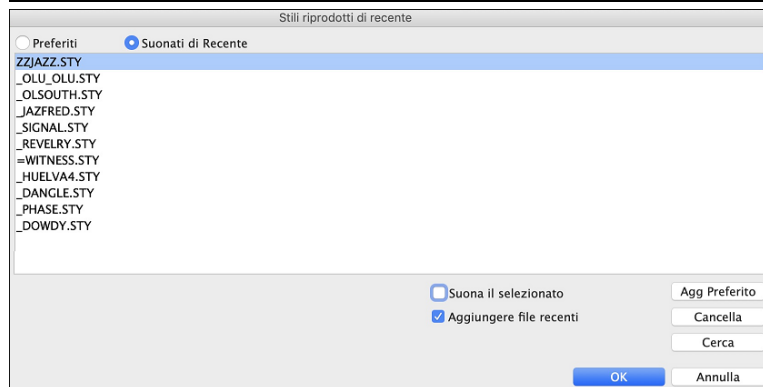 Stili riprodotti di recente
Preferiti Suonati di Recente
ZZJAZZ.STY
_OLU_OLU.STY
_OLSOUTH.STY
_JAZFRED.STY
_SIGNAL.STY
_REVELRY.STY
=WITNESS.STY
_HUELVA4.STY
_DANGLE.STY
_PHASE.STY
_DOWDY.STY
Suona il selezionato Agg Preferito
Aggiungere file recenti Cancella
Cerca
OK Annulla